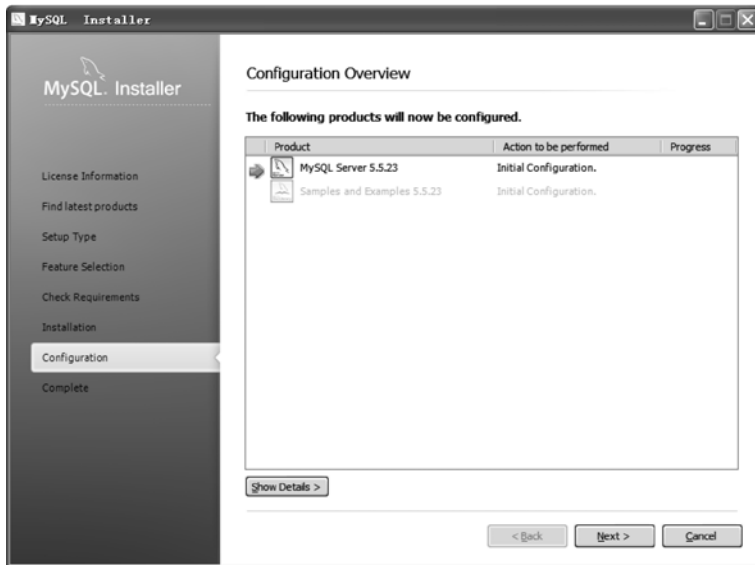 MySQL Installer
MySQL. Installer
License Information
Find latest products
Setup Type
Feature Selection
Check Requirements
Installation
Configuration
Complete
Configuration Overview
The following products will now be configured.
Product Action to be performed Progress
MySQL Server 5.5.23 Initial Configuration.
Samples and Examples 5.5.23 Initial Configuration.
Show Details >
< Back Next > Cancel